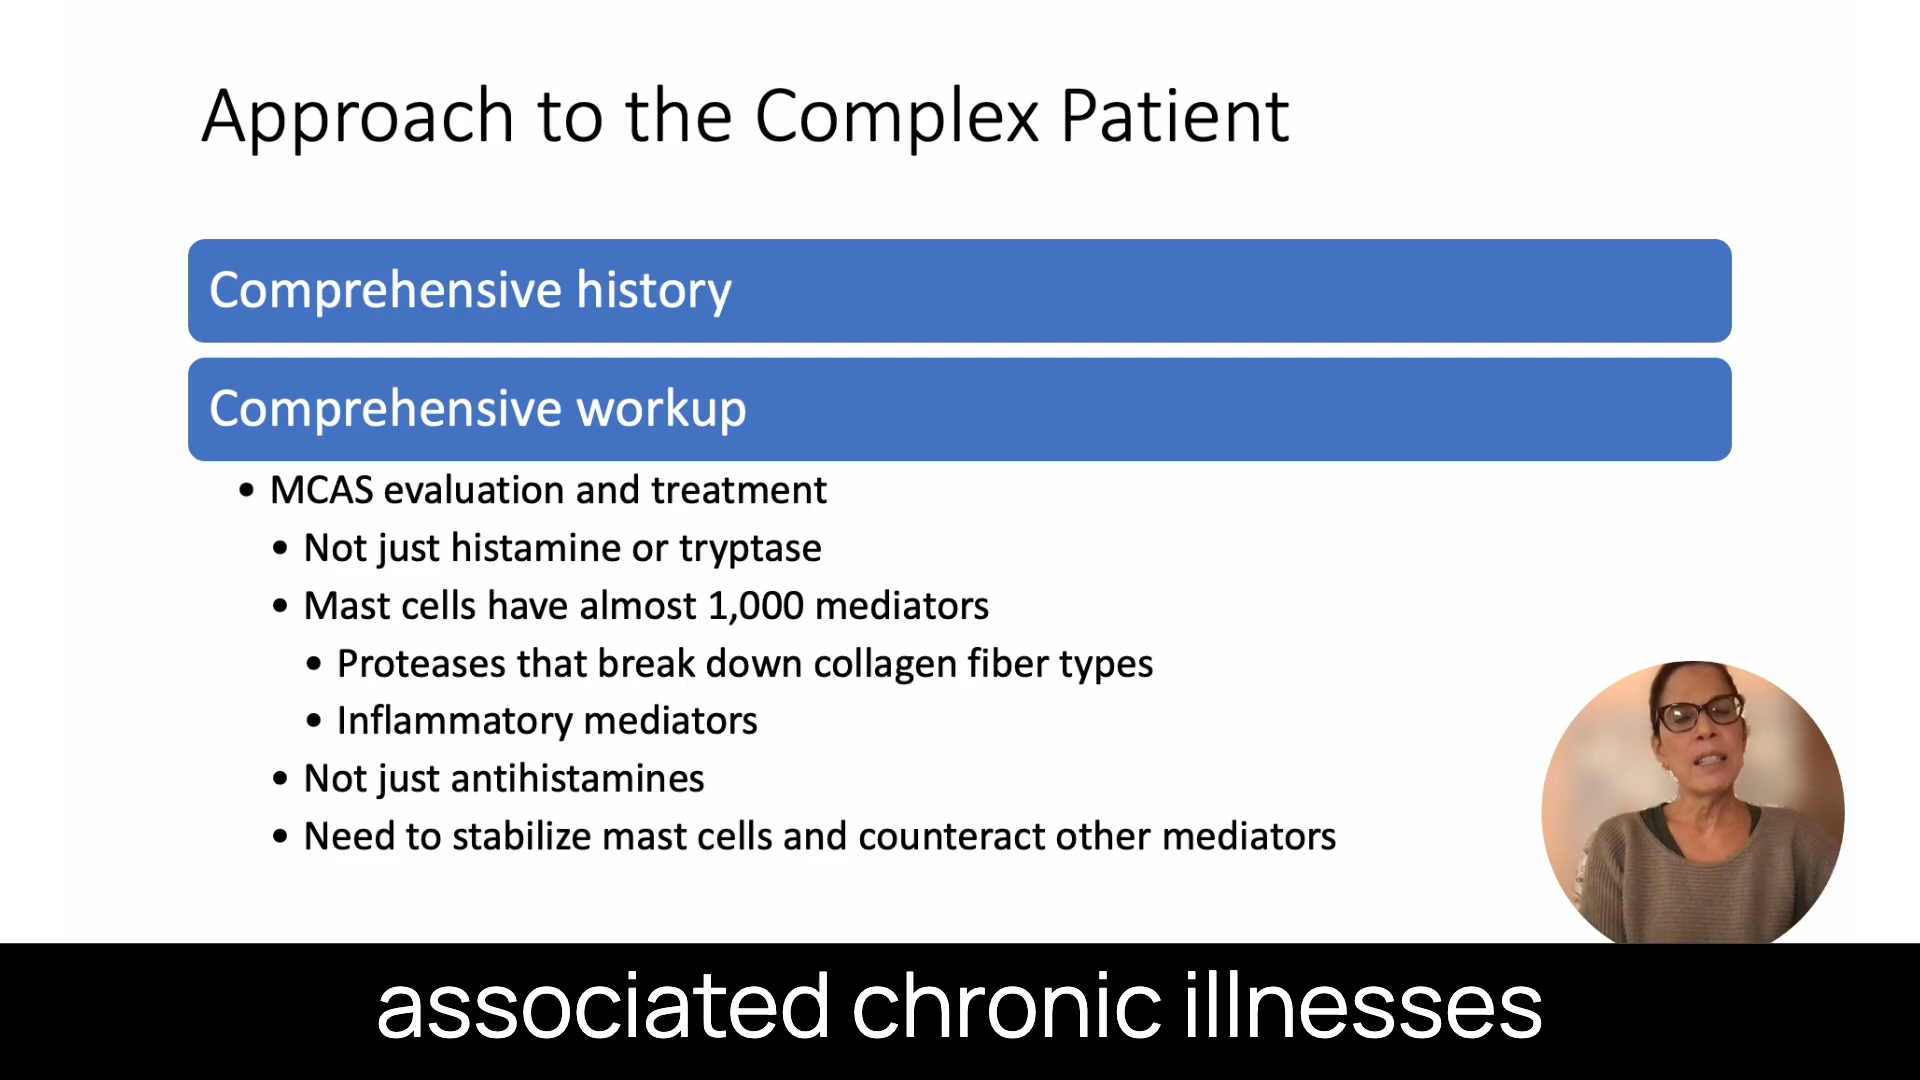 Approach to the Complex Patient
Comprehensive history
Comprehensive workup
• MCAS evaluation and treatment
• Not just histamine or tryptase
• Mast cells have almost 1,000 mediators
• Proteases that break down collagen fiber types
• Inflammatory mediators
• Not just antihistamines
• Need to stabilize mast cells and counteract other mediators
associated chronic illnesses